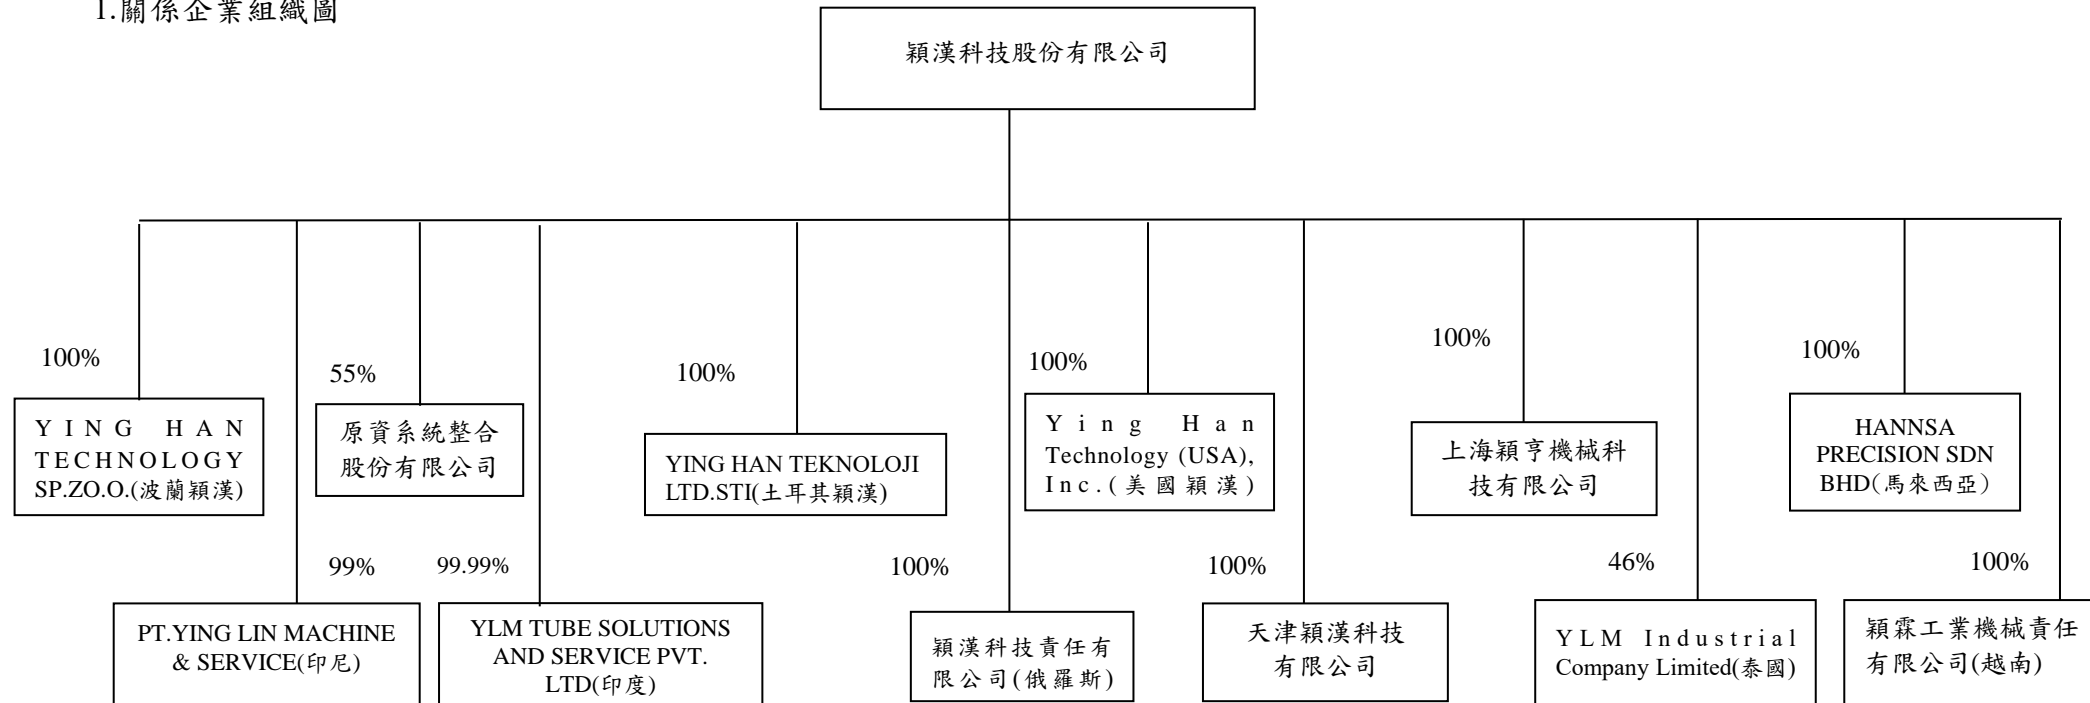 1.關係企業組織圖
穎漢科技股份有限公司
100%
YING HAN
TECHNOLOGY
SP.ZO.O.(波蘭穎漢)
55%
原資系統整合
股份有限公司
100%
YING HAN TEKNOLOJI
LTD.STI(土耳其穎漢)
100%
Ying Han
Technology (USA),
Inc.(美國穎漢)
100%
上海穎亨機械科
技有限公司
100%
HANNSA
PRECISION SDN
BHD(馬來西亞)
99%
PT.YING LIN MACHINE
& SERVICE(印尼)
99.99%
YLM TUBE SOLUTIONS
AND SERVICE PVT.
LTD(印度)
100%
穎漢科技責任有
限公司(俄羅斯)
100%
天津穎漢科技
有限公司
46%
YLM Industrial
Company Limited(泰國)
100%
穎霖工業機械責任
有限公司(越南)